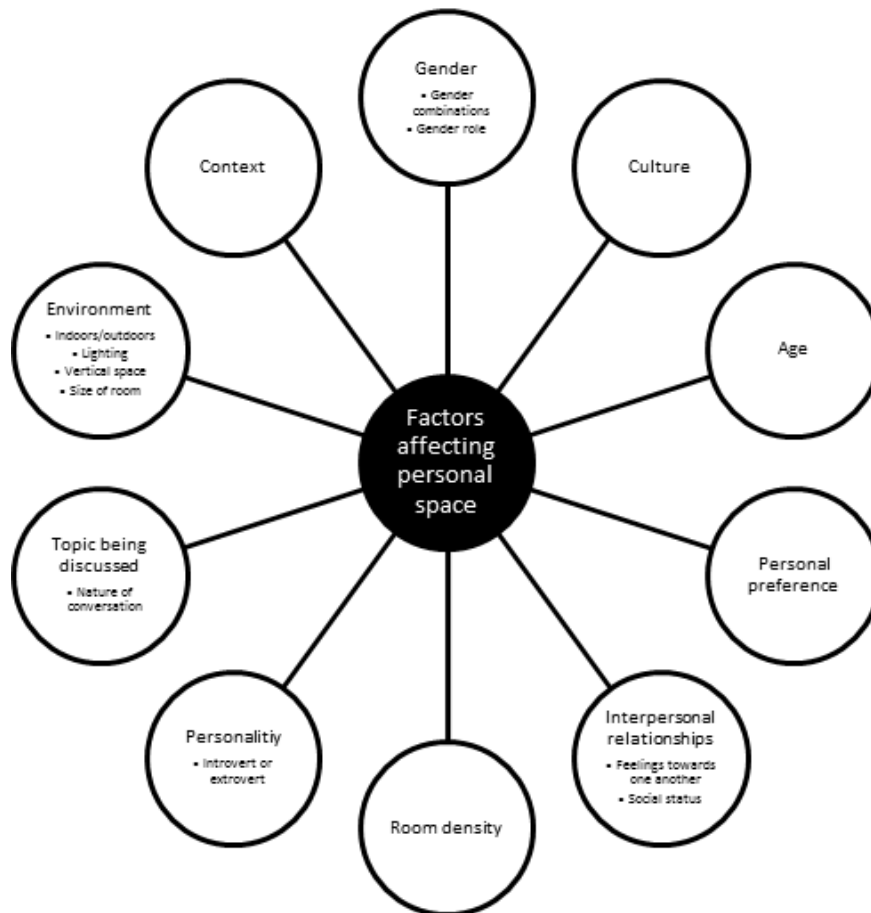 Gender
▪ Gender
combinations
▪ Gender role
Culture
Age
Personal
preference
Interpersonal
relationships
▪ Feelings towards
one another
▪ Social status
Room density
Personalitiy
▪ Introvert or
extrovert
Topic being
discussed
▪ Nature of
conversation
Environment
▪ Indoors/outdoors
▪ Lighting
▪ Vertical space
▪ Size of room
Context
Factors
affecting
personal
space